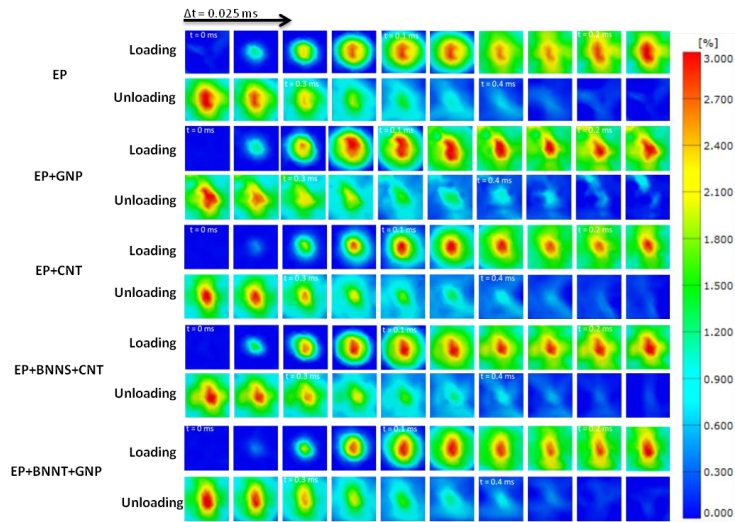 Δt = 0.025 ms
[%]
EP
Loading
t = 0 ms
t = 0.1 ms
t = 0.2 ms
Unloading
t = 0.3 ms
t = 0.4 ms
EP+GNP
Loading
t = 0 ms
t = 0.1 ms
t = 0.2 ms
Unloading
t = 0.3 ms
t = 0.4 ms
EP+CNT
Loading
t = 0 ms
t = 0.1 ms
t = 0.2 ms
Unloading
t = 0.3 ms
t = 0.4 ms
EP+BNNS+CNT
Loading
t = 0 ms
t = 0.1 ms
t = 0.2 ms
Unloading
t = 0.3 ms
t = 0.4 ms
EP+BNNT+GNP
Loading
t = 0 ms
t = 0.1 ms
t = 0.2 ms
Unloading
t = 0.3 ms
t = 0.4 ms
3.000
2.700
2.400
2.100
1.800
1.500
1.200
0.900
0.600
0.300
0.000